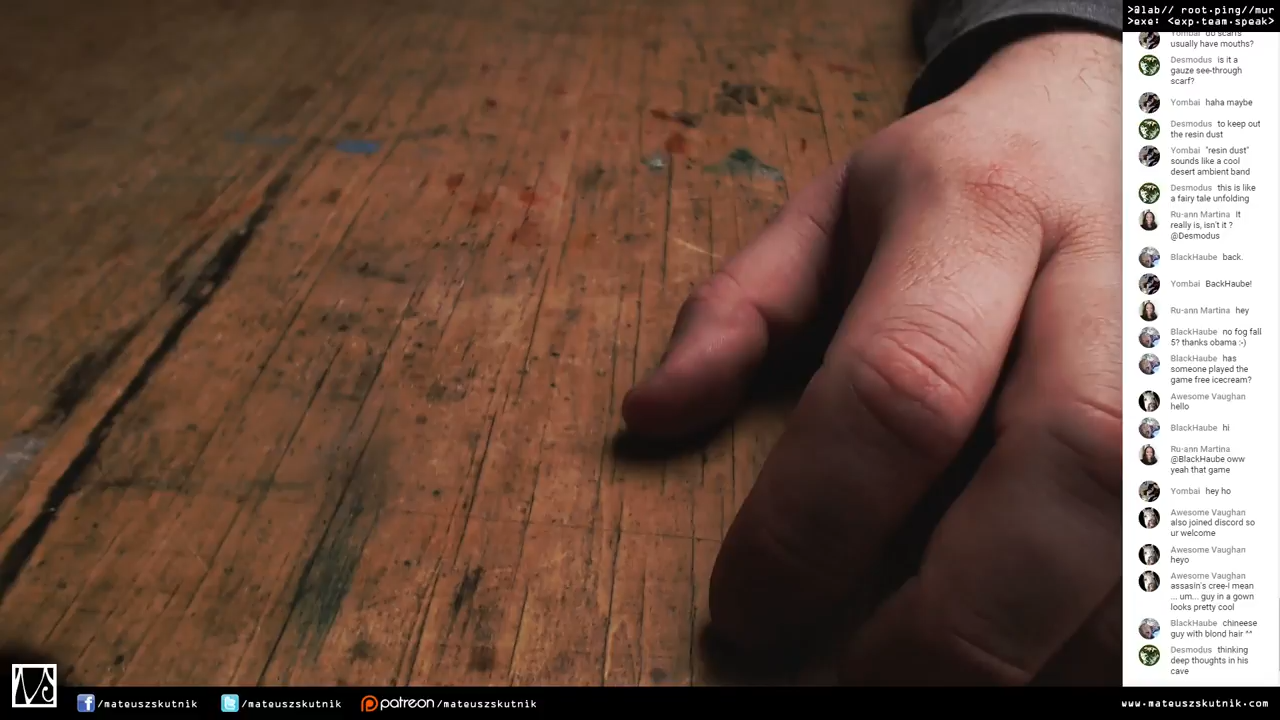 >@lab// root.ping//mur
>exe: <exp.team.speak>
Yombai do scarfs
usually have mouths?
Desmodus is it a
gauze see-through
scarf?
Yombai haha maybe
Desmodus to keep out
the resin dust
Yombai "resin dust"
sounds like a cool
desert ambient band
Desmodus this is like
a fairy tale unfolding
Ru-ann Martina It
really is, isn't it ?
@Desmodus
BlackHaube back.
Yombai BackHaube!
Ru-ann Martina hey
BlackHaube no fog fall
5? thanks obama :-)
BlackHaube has
someone played the
game free icecream?
Awesome Vaughan
hello
BlackHaube hi
Ru-ann Martina
@BlackHaube oww
yeah that game
Yombai hey ho
Awesome Vaughan
also joined discord so
ur welcome
Awesome Vaughan
heyo
Awesome Vaughan
assasin's cree-I mean
... um... guy in a gown
looks pretty cool
BlackHaube chineese
guy with blond hair ^^
Desmodus thinking
deep thoughts in his
cave
/mateuszskutnik
/mateuszskutnik
patreon/mateuszskutnik
www.mateuszskutnik.com